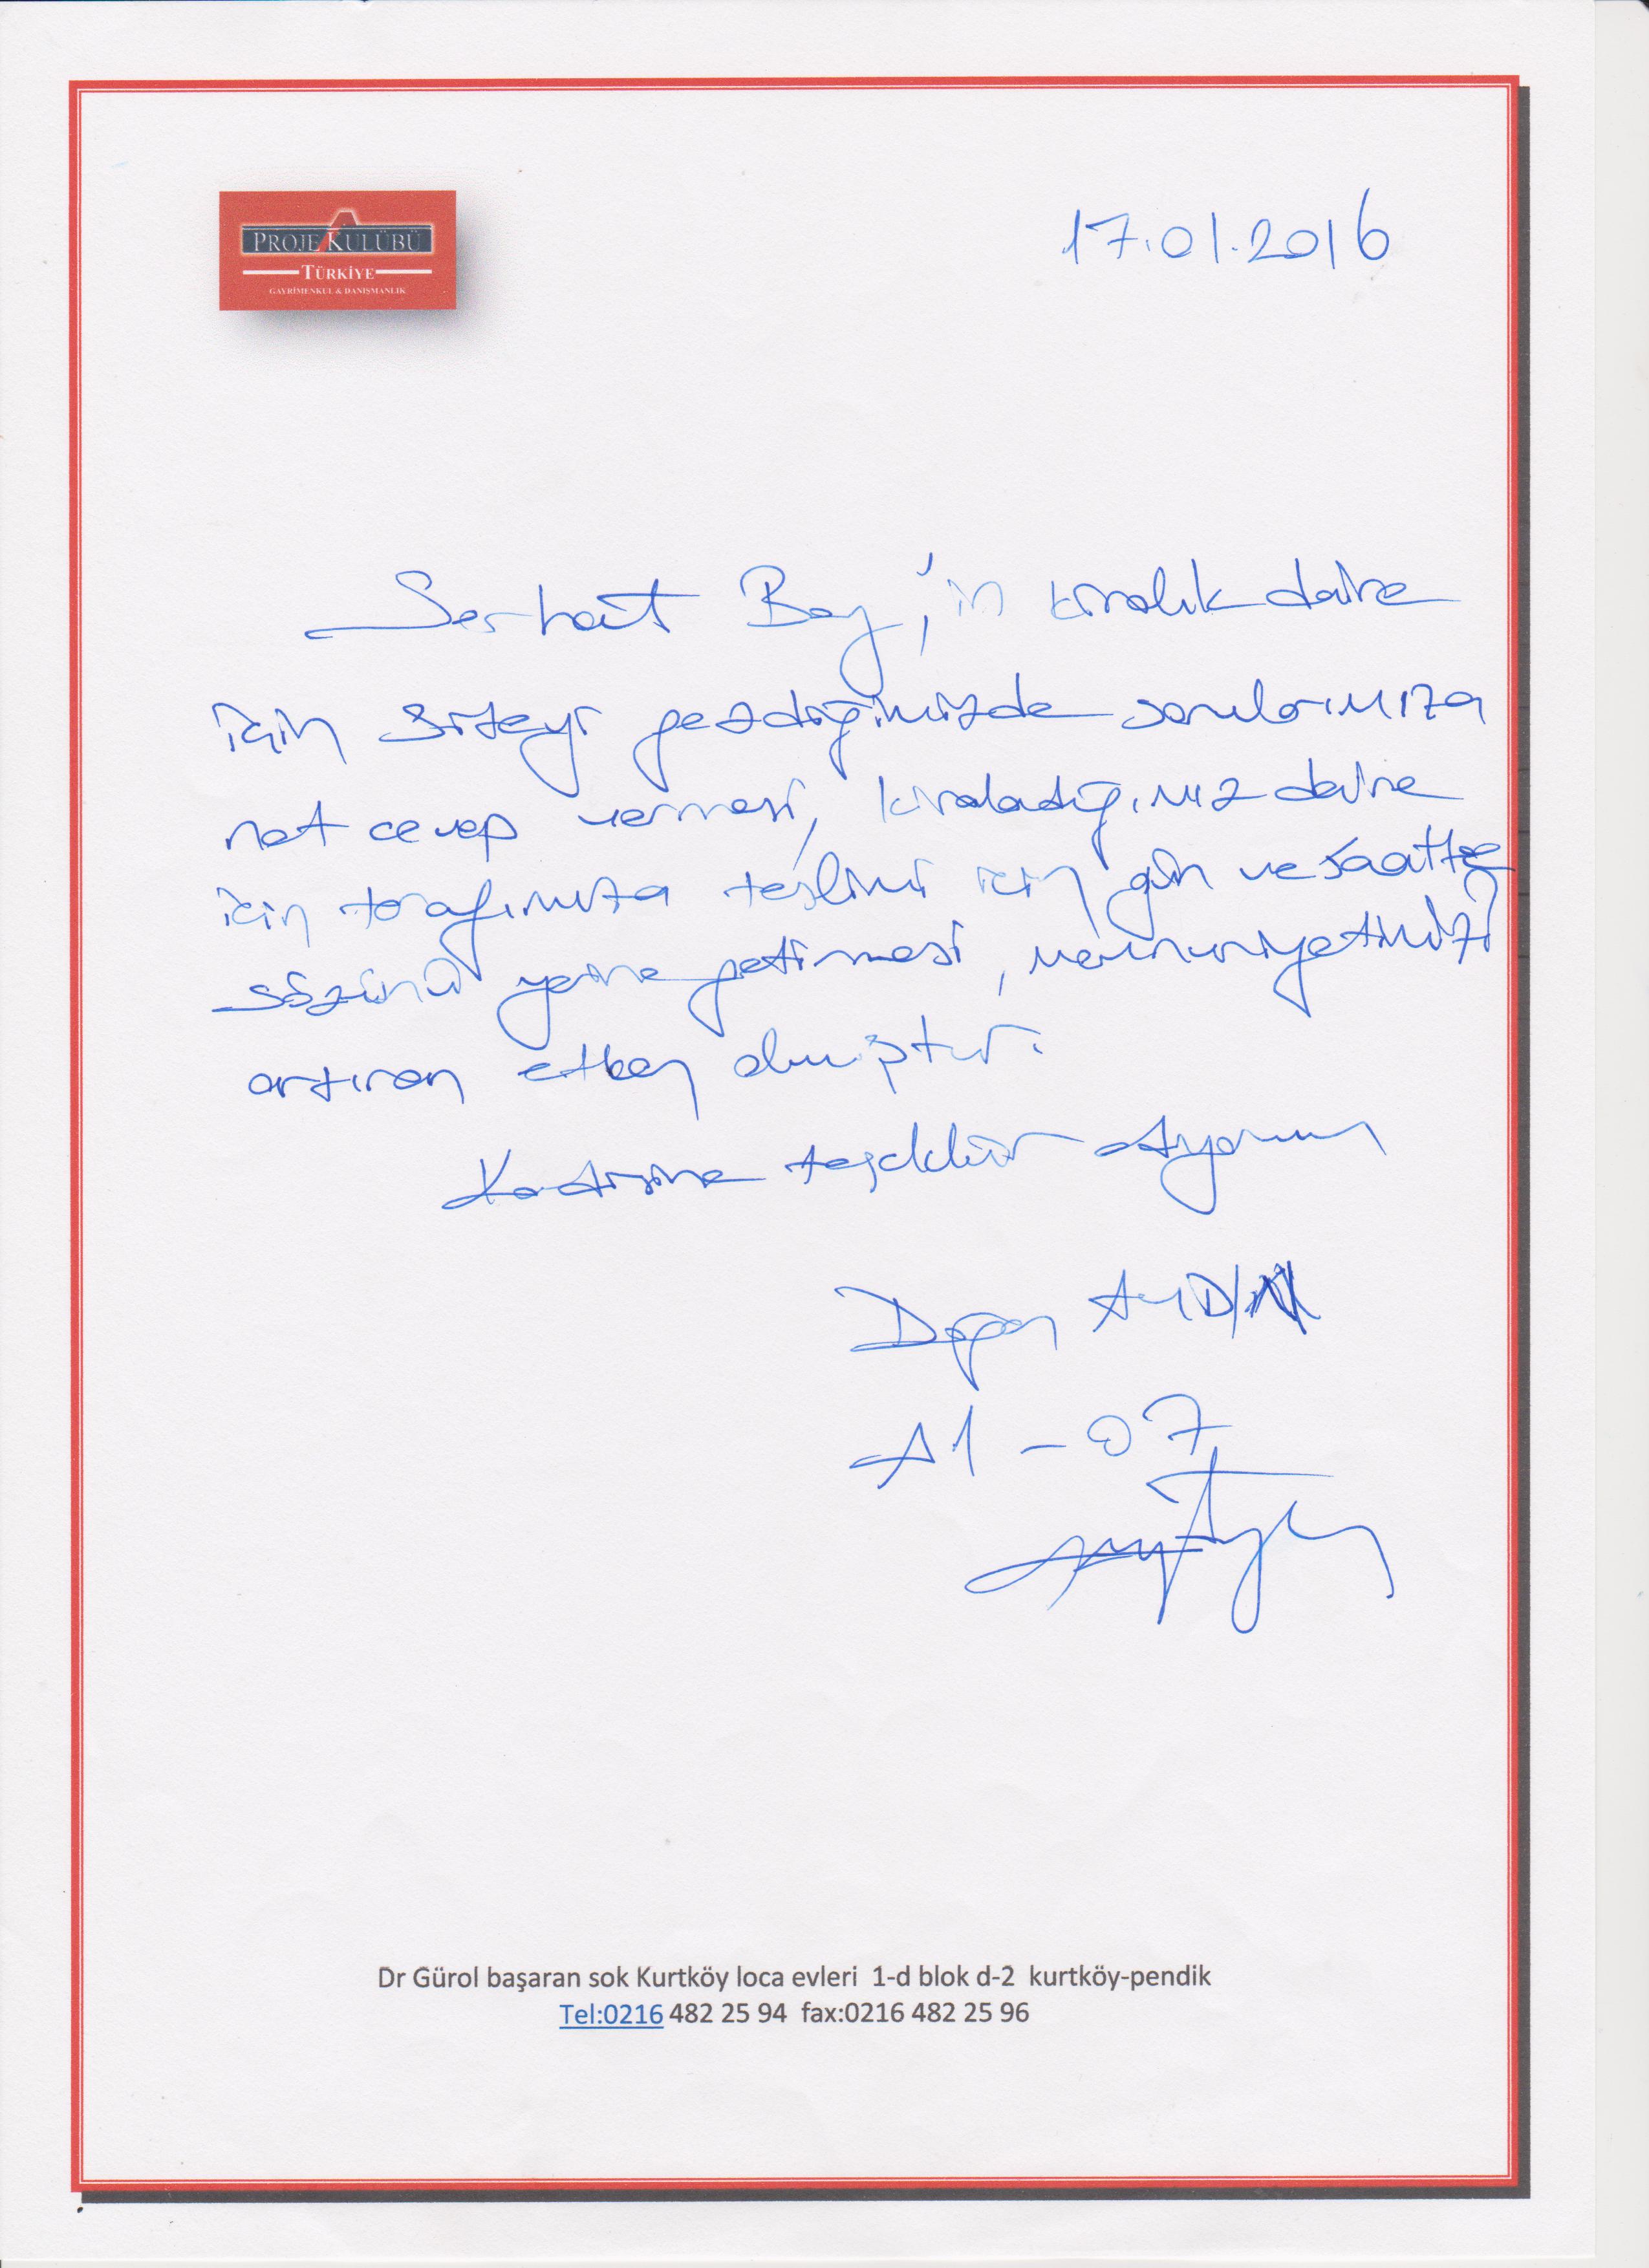 PROJE KULÜBÜ
TÜRKİYE
GAYRİMENKUL & DANIŞMANLIK
17.01.2016
Serhat Bey'in kiralık daire
için siteyi gezdiğimizde sorularımıza
net cevap vermesi, kiraladığımız daire
için tarafımıza teslimi için gün ve saatte
sözünü yerine getirmesi, memnuniyetimizi
artıran etken olmuştur.
Kendisine teşekkür ediyorum
Doğan AYDIN
A1-07
Dr Gürol başaran sok Kurtköy loca evleri 1-d blok d-2 kurtköy-pendik
Tel:0216 482 25 94 fax:0216 482 25 96